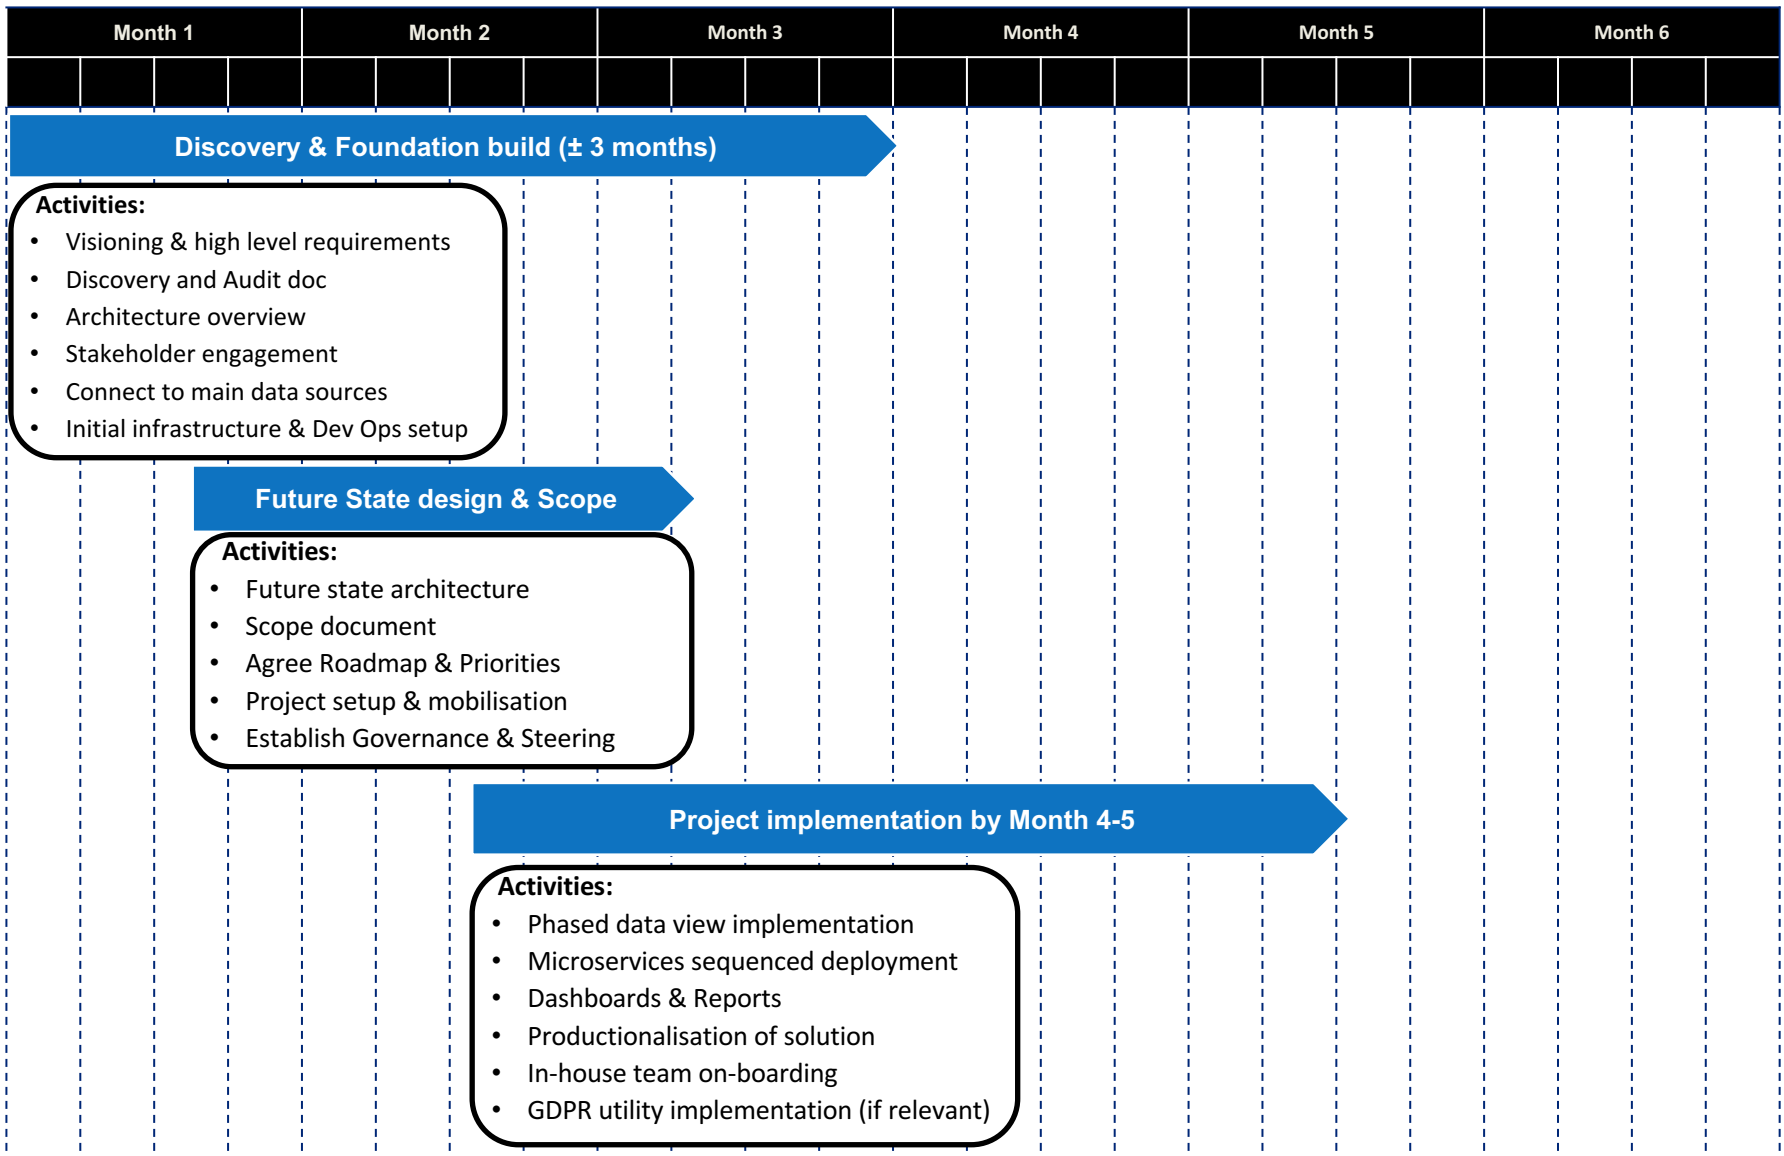 Month 1
Month 2
Month 3
Month 4
Month 5
Month 6
Discovery & Foundation build (± 3 months)
Activities:
• Visioning & high level requirements
• Discovery and Audit doc
• Architecture overview
• Stakeholder engagement
• Connect to main data sources
• Initial infrastructure & Dev Ops setup
Future State design & Scope
Activities:
• Future state architecture
• Scope document
• Agree Roadmap & Priorities
• Project setup & mobilisation
• Establish Governance & Steering
Project implementation by Month 4-5
Activities:
• Phased data view implementation
• Microservices sequenced deployment
• Dashboards & Reports
• Productionalisation of solution
• In-house team on-boarding
• GDPR utility implementation (if relevant)